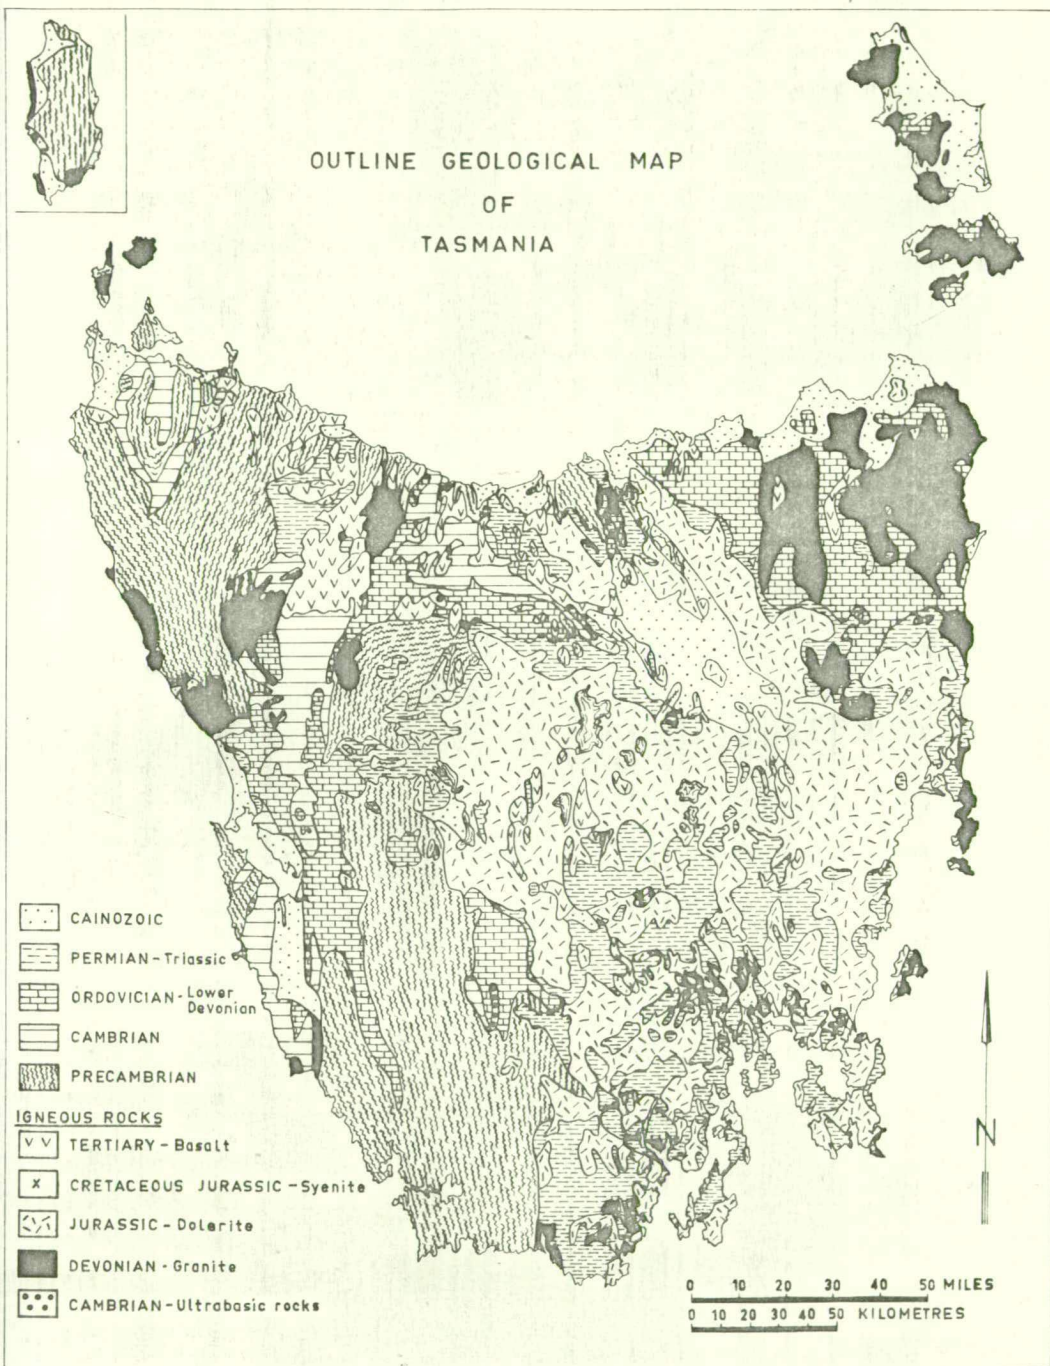 OUTLINE GEOLOGICAL MAP
OF
TASMANIA
CAINOZOIC
PERMIAN-Triassic
ORDOVICIAN-Lower
Devonian
CAMBRIAN
PRECAMBRIAN
IGNEOUS ROCKS
V V TERTIARY-Basalt
x CRETACEOUS JURASSIC-Syenite
JURASSIC-Dolerite
DEVONIAN-Granite
CAMBRIAN-Ultrabasic rocks
N
0 10 20 30 40 50 MILES
0 10 20 30 40 50 KILOMETRES